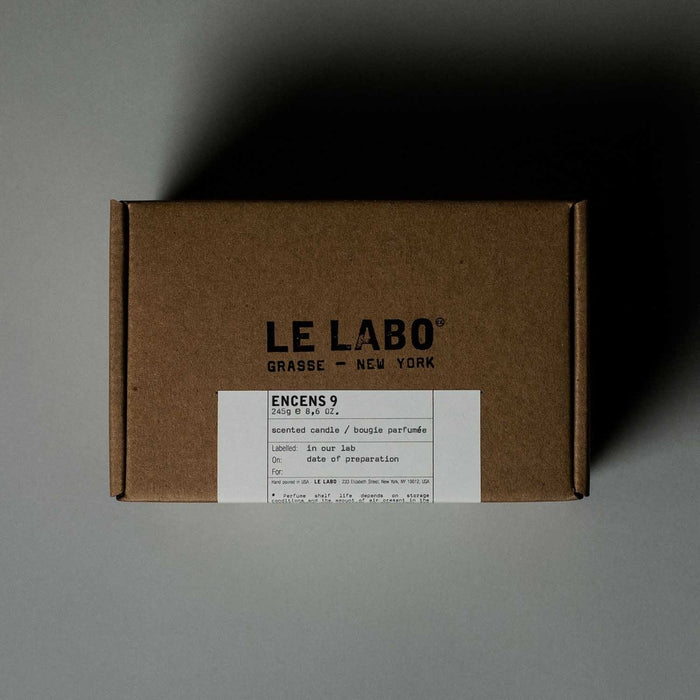 LE LABO
GRASSE — NEW YORK
ENCENS 9
245g e 8,6 OZ.
scented candle / bougie parfumée
Labelled: in our lab
On: date of preparation
For:
Hand poured in USA LE LABO 233 Elizabeth Street, New York, NY 10012, USA
* Perfume shelf life depends on storage
conditions and the amount of air present in the